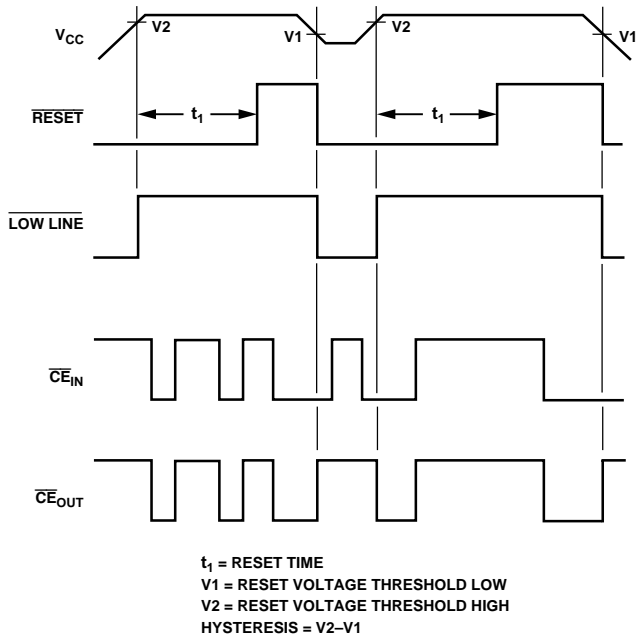 VCC
V2
V1
V2
V1
RESET
t1
t1
LOW LINE
CEIN
CEOUT
t1 = RESET TIME
V1 = RESET VOLTAGE THRESHOLD LOW
V2 = RESET VOLTAGE THRESHOLD HIGH
HYSTERESIS = V2–V1